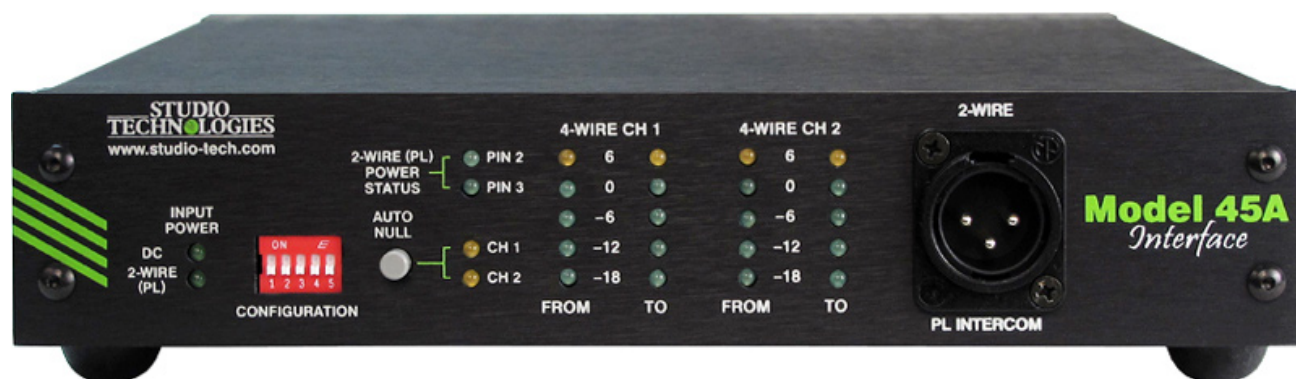 STUDIO
TECHNOLOGIES
www.studio-tech.com
INPUT
POWER
DC
2-WIRE
(PL)
ON
1 2 3 4 5
CONFIGURATION
2-WIRE (PL)
POWER
STATUS
PIN 2
PIN 3
AUTO
NULL
CH 1
CH 2
4-WIRE CH 1
6
0
-6
-12
-18
FROM TO
4-WIRE CH 2
6
0
-6
-12
-18
FROM TO
2-WIRE
PL INTERCOM
Model 45A
Interface